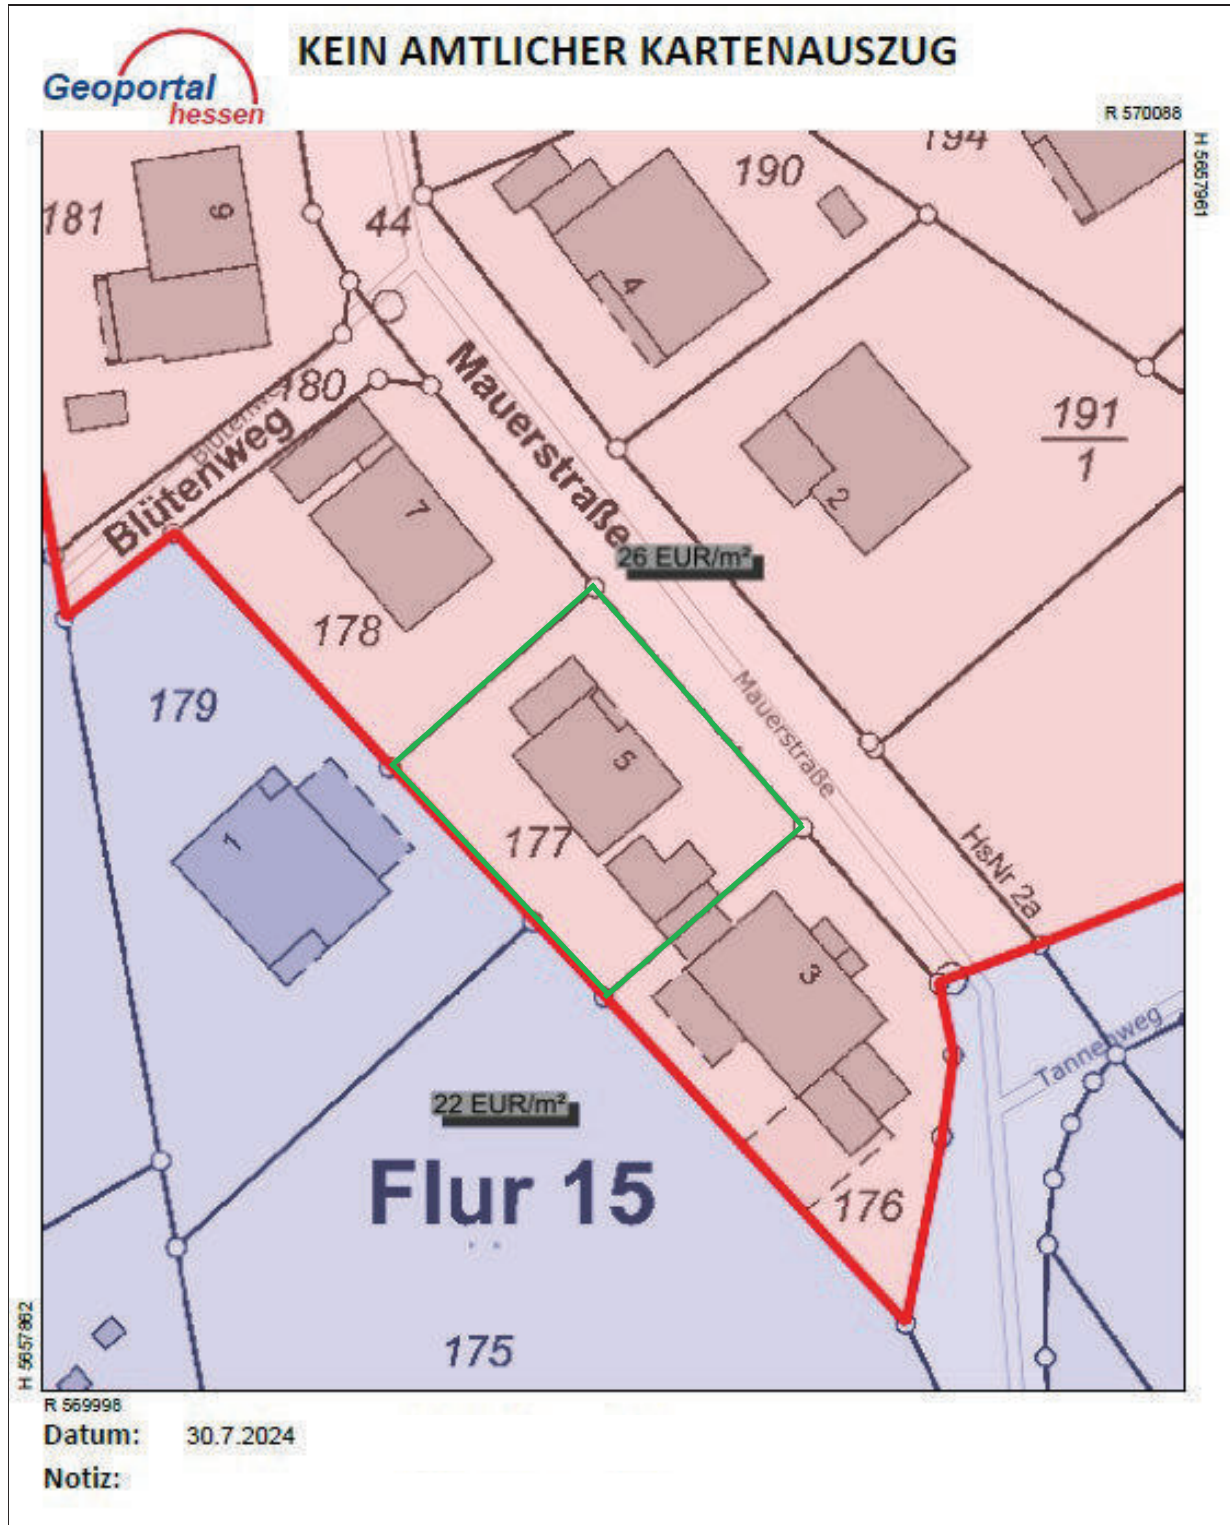 KEIN AMTLICHER KARTENAUSZUG
Geoportal
hessen
R 570088
H 5657961
181
6
44
190
194
4
180
Blütenweg
Blütenweg
Mauerstraße
191
1
7
2
26 EUR/m²
178
179
5
Mauerstraße
1
177
HsNr 2a
3
Tannenweg
22 EUR/m²
Flur 15
176
175
H 5657862
R 569998
Datum: 30.7.2024
Notiz: